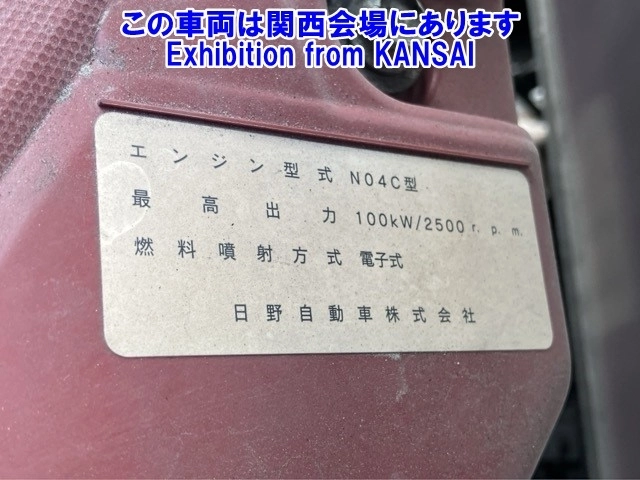 この車両は関西会場にあります
Exhibition from KANSAI
エンジン型式 N04C型
最高出力 100kW/2500 r.p.m.
燃料噴射方式 電子式
日野自動車株式会社